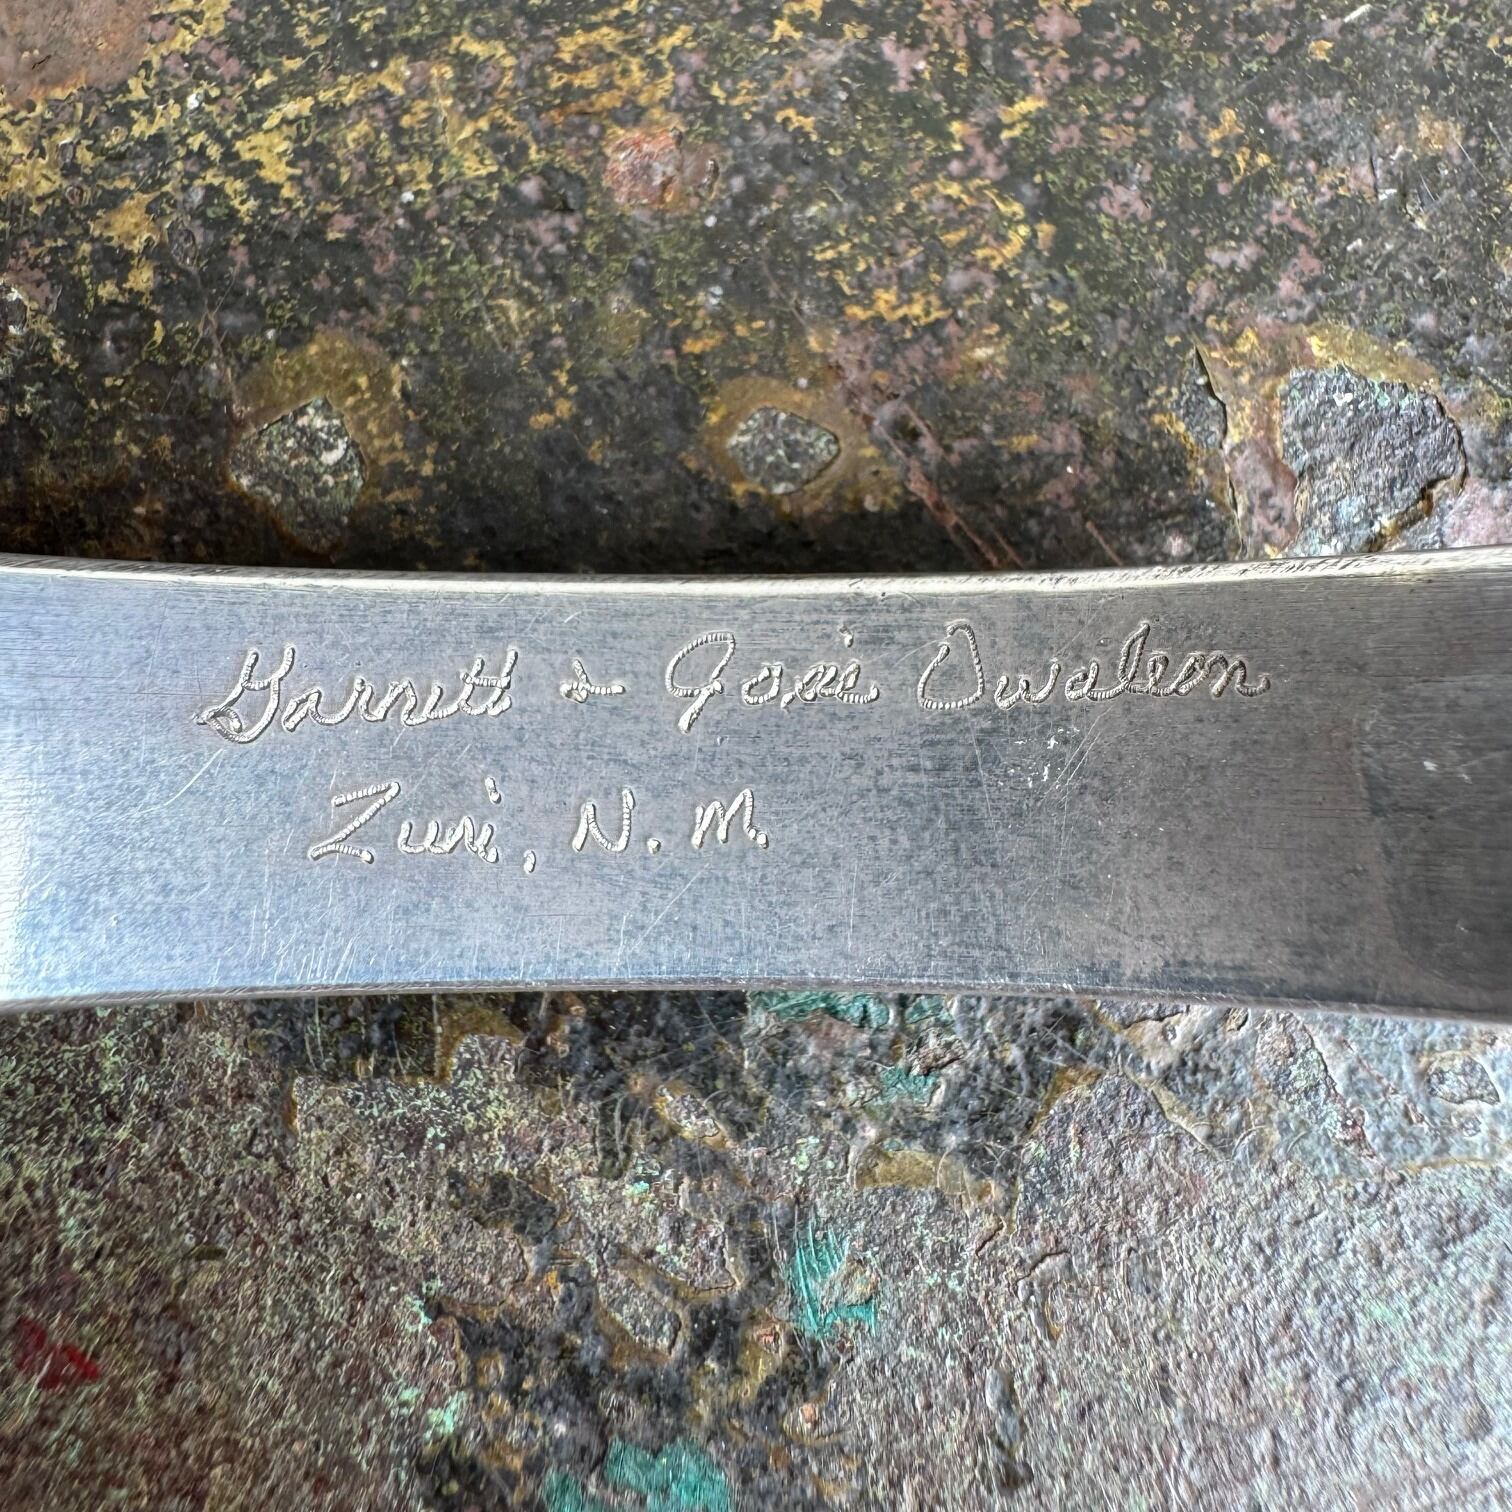 Garnett & Josie Owaleon
Zuni, N. M.